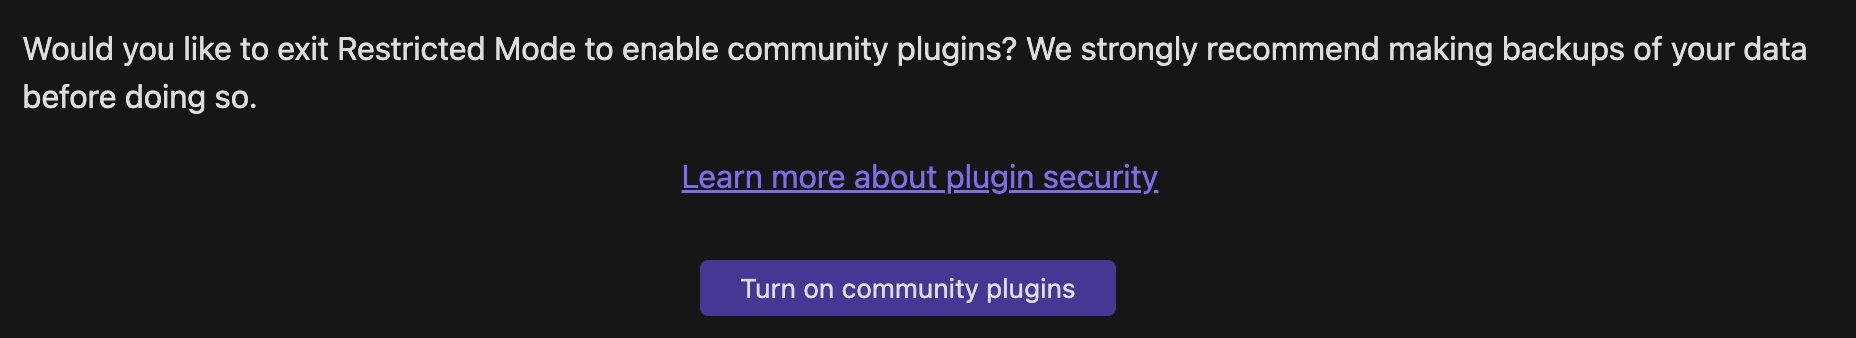 Would you like to exit Restricted Mode to enable community plugins? We strongly recommend making backups of your data
before doing so.
Learn more about plugin security
Turn on community plugins